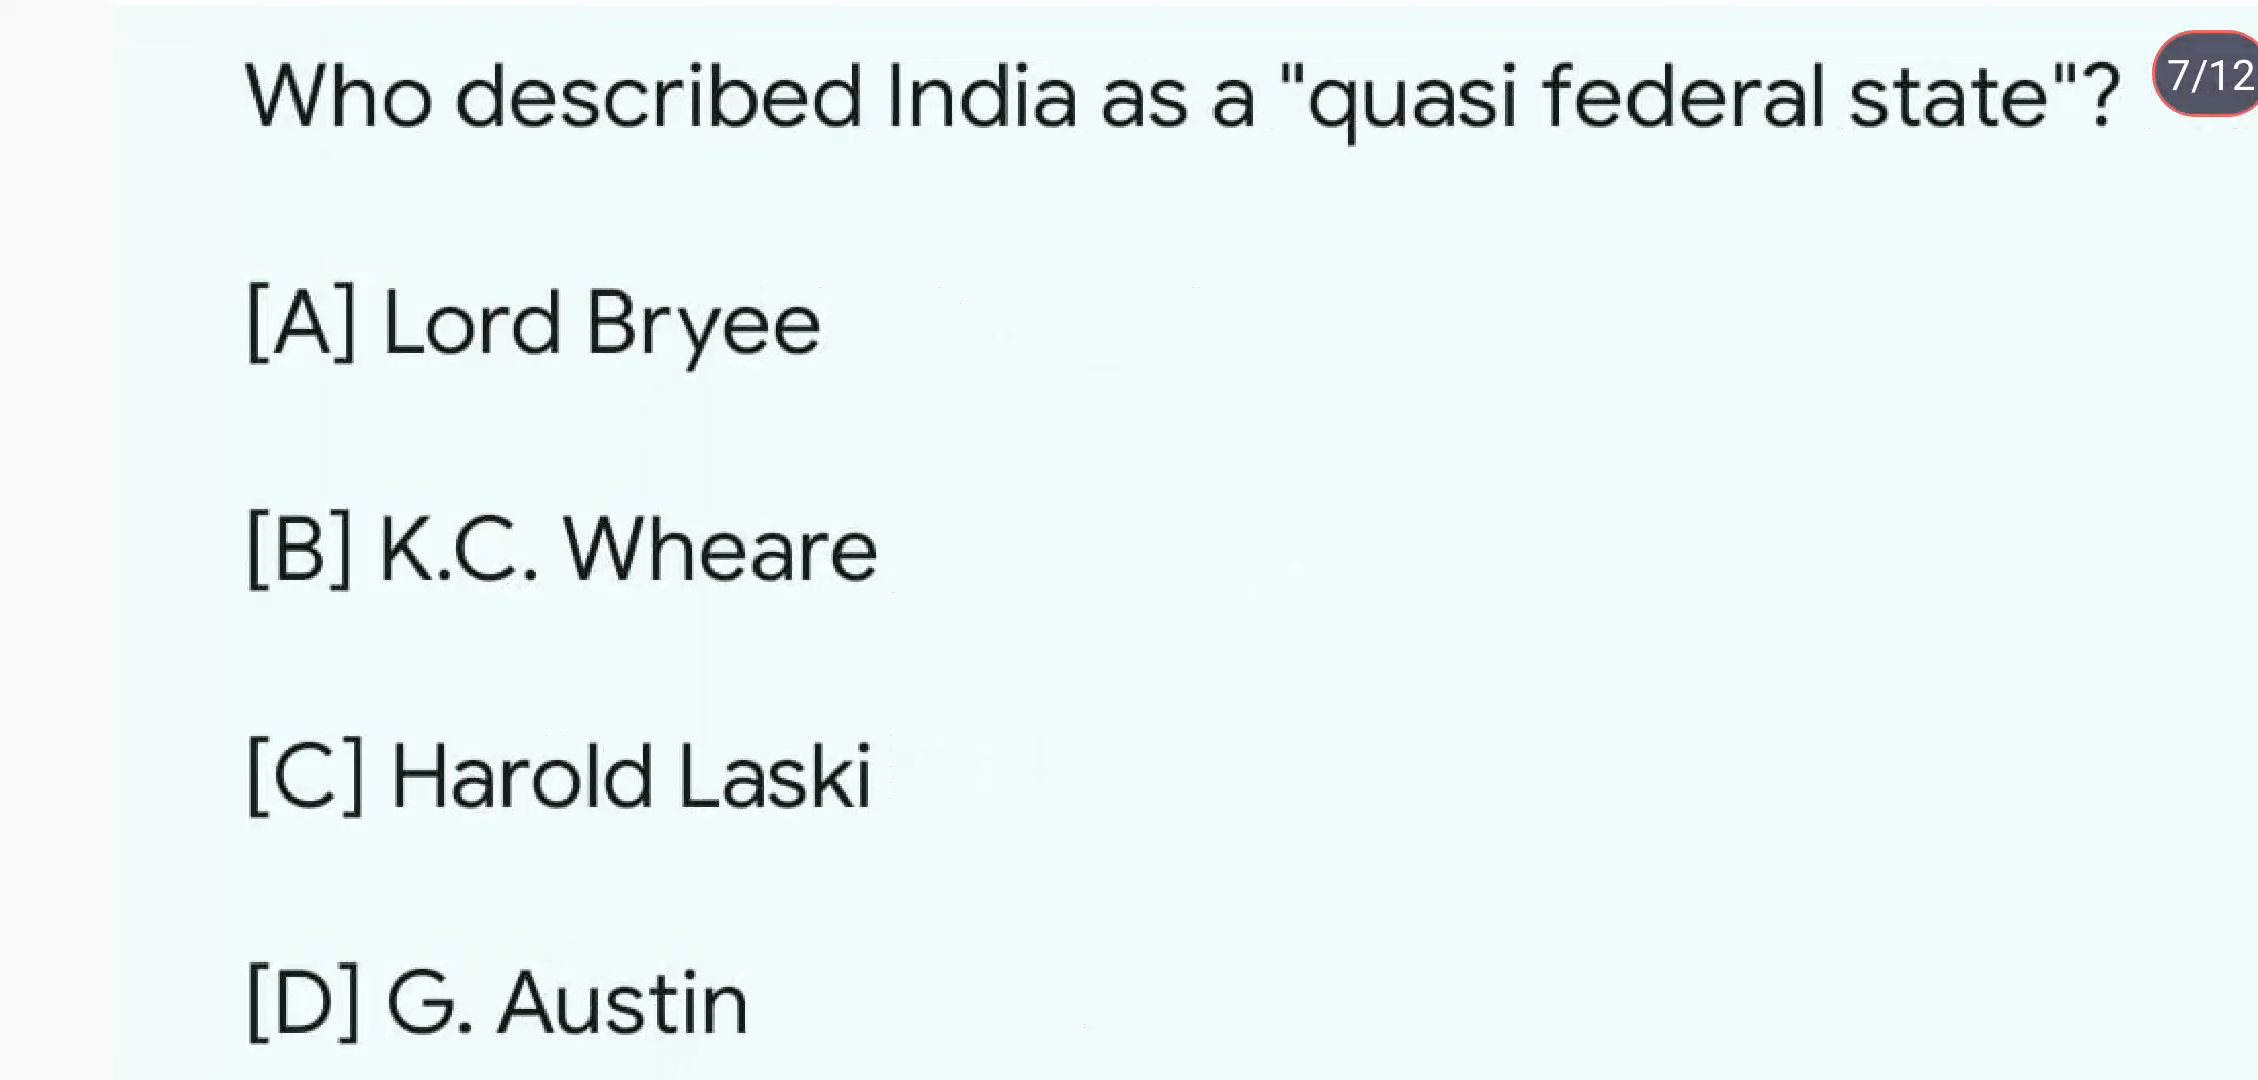 Who described India as a "quasi federal state"?
7/12
[A] Lord Bryee
[B] K.C. Wheare
[C] Harold Laski
[D] G. Austin